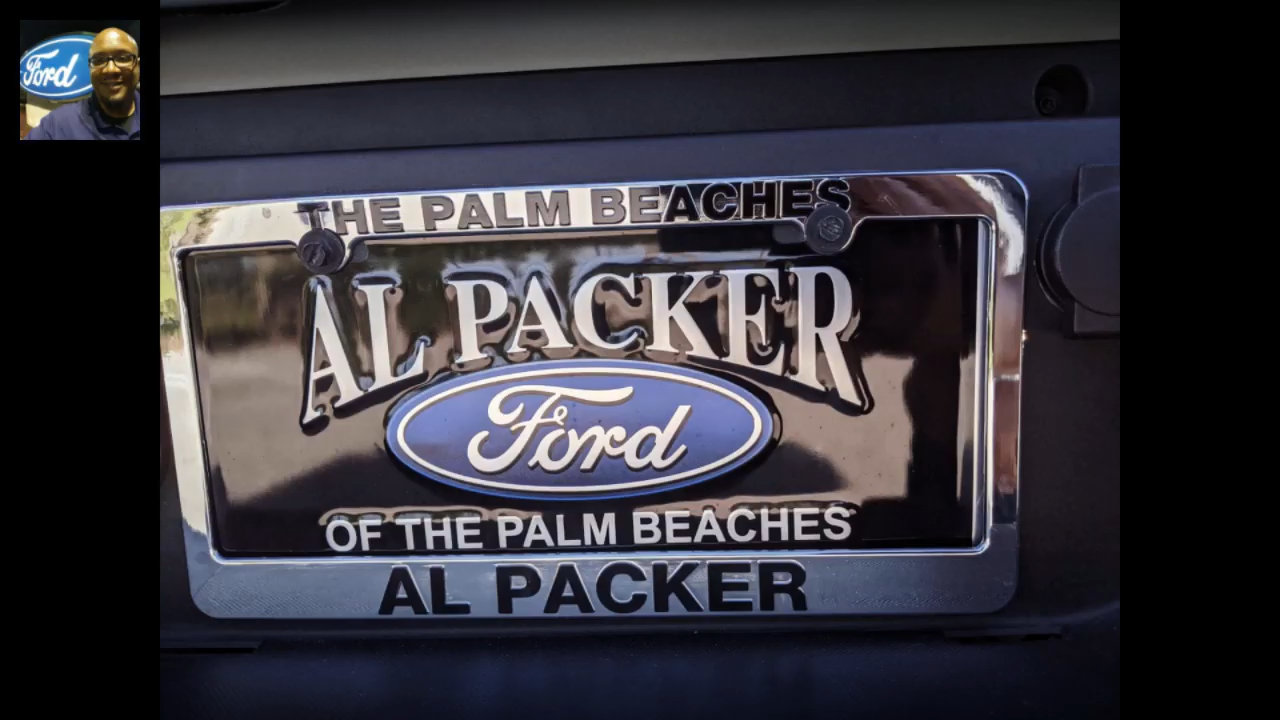 Ford
THE PALM BEACHES
AL PACKER
Ford
OF THE PALM BEACHES
AL PACKER